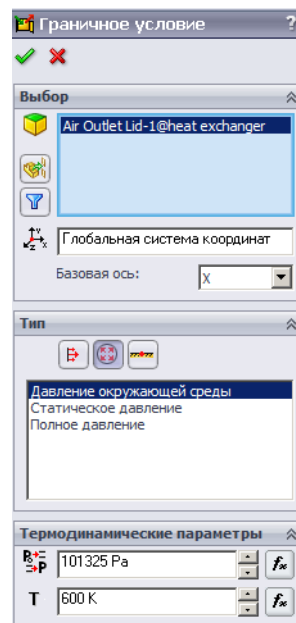 Граничное условие ?
Выбор
Air Outlet Lid-1@heat exchanger
Глобальная система координат
Базовая ось: X
Тип
Давление окружающей среды
Статическое давление
Полное давление
Термодинамические параметры
101325 Pa
T 600 K